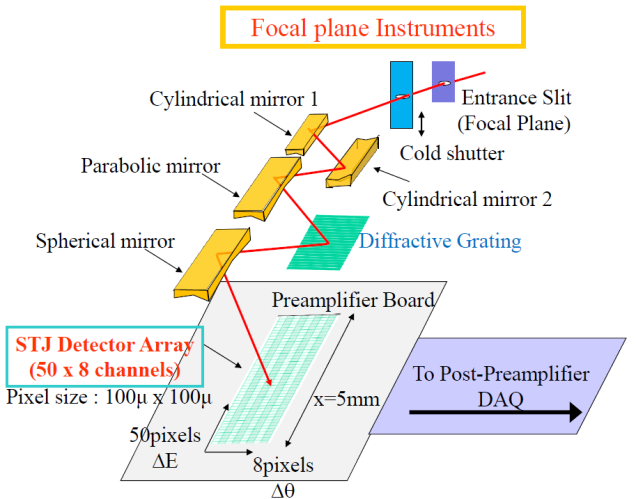 Focal plane Instruments
Cylindrical mirror 1
Entrance Slit
(Focal Plane)
Cold shutter
Parabolic mirror
Cylindrical mirror 2
Spherical mirror
Diffractive Grating
Preamplifier Board
STJ Detector Array
(50 x 8 channels)
Pixel size : 100μ x 100μ
x=5mm
To Post-Preamplifier
DAQ
50pixels
ΔE
8pixels
Δθ